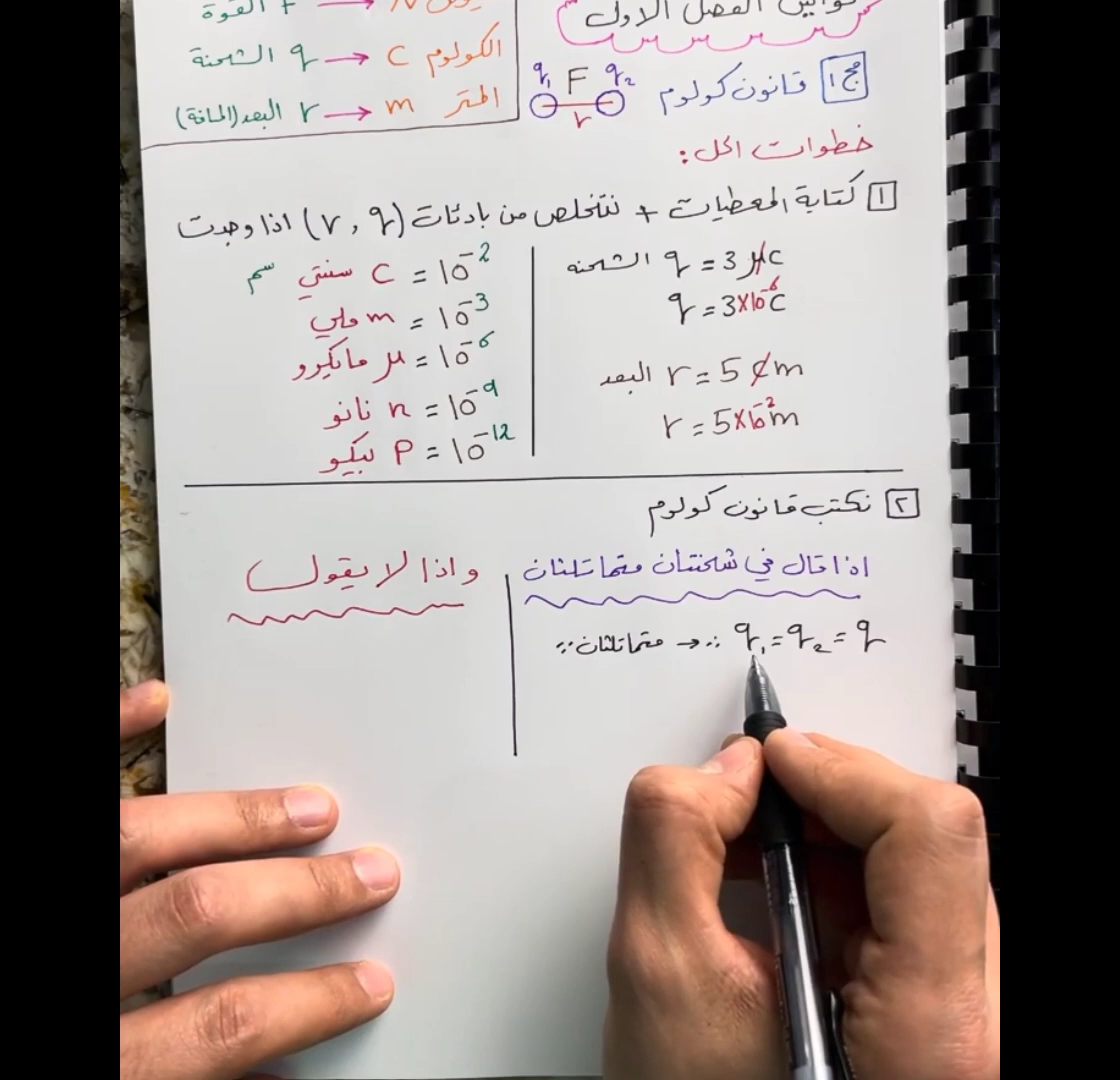 قوانين الفصل الاول
F القوة
الكولوم C → q الشحنة
المتر m → r البعد (المسافة)
مج ١ قانون كولوم
q₁ F q₂
r
خطوات الحل:
١ كتابة المعطيات + نتخلص من بادئات (r , q) اذا وجدت
الشحنة q = 3 μc
q = 3×10⁻⁶ c
البعد r = 5 cm
r = 5×10⁻² m
سنتي c = 10⁻² سم
ملي m = 10⁻³
مايكرو μ = 10⁻⁶
نانو n = 10⁻⁹
بيكو P = 10⁻¹²
٢ نكتب قانون كولوم
اذا قال في شحنتان متماثلتان
∵ متماثلتان → ∴ q₁ = q₂ = q
واذا لا يقول